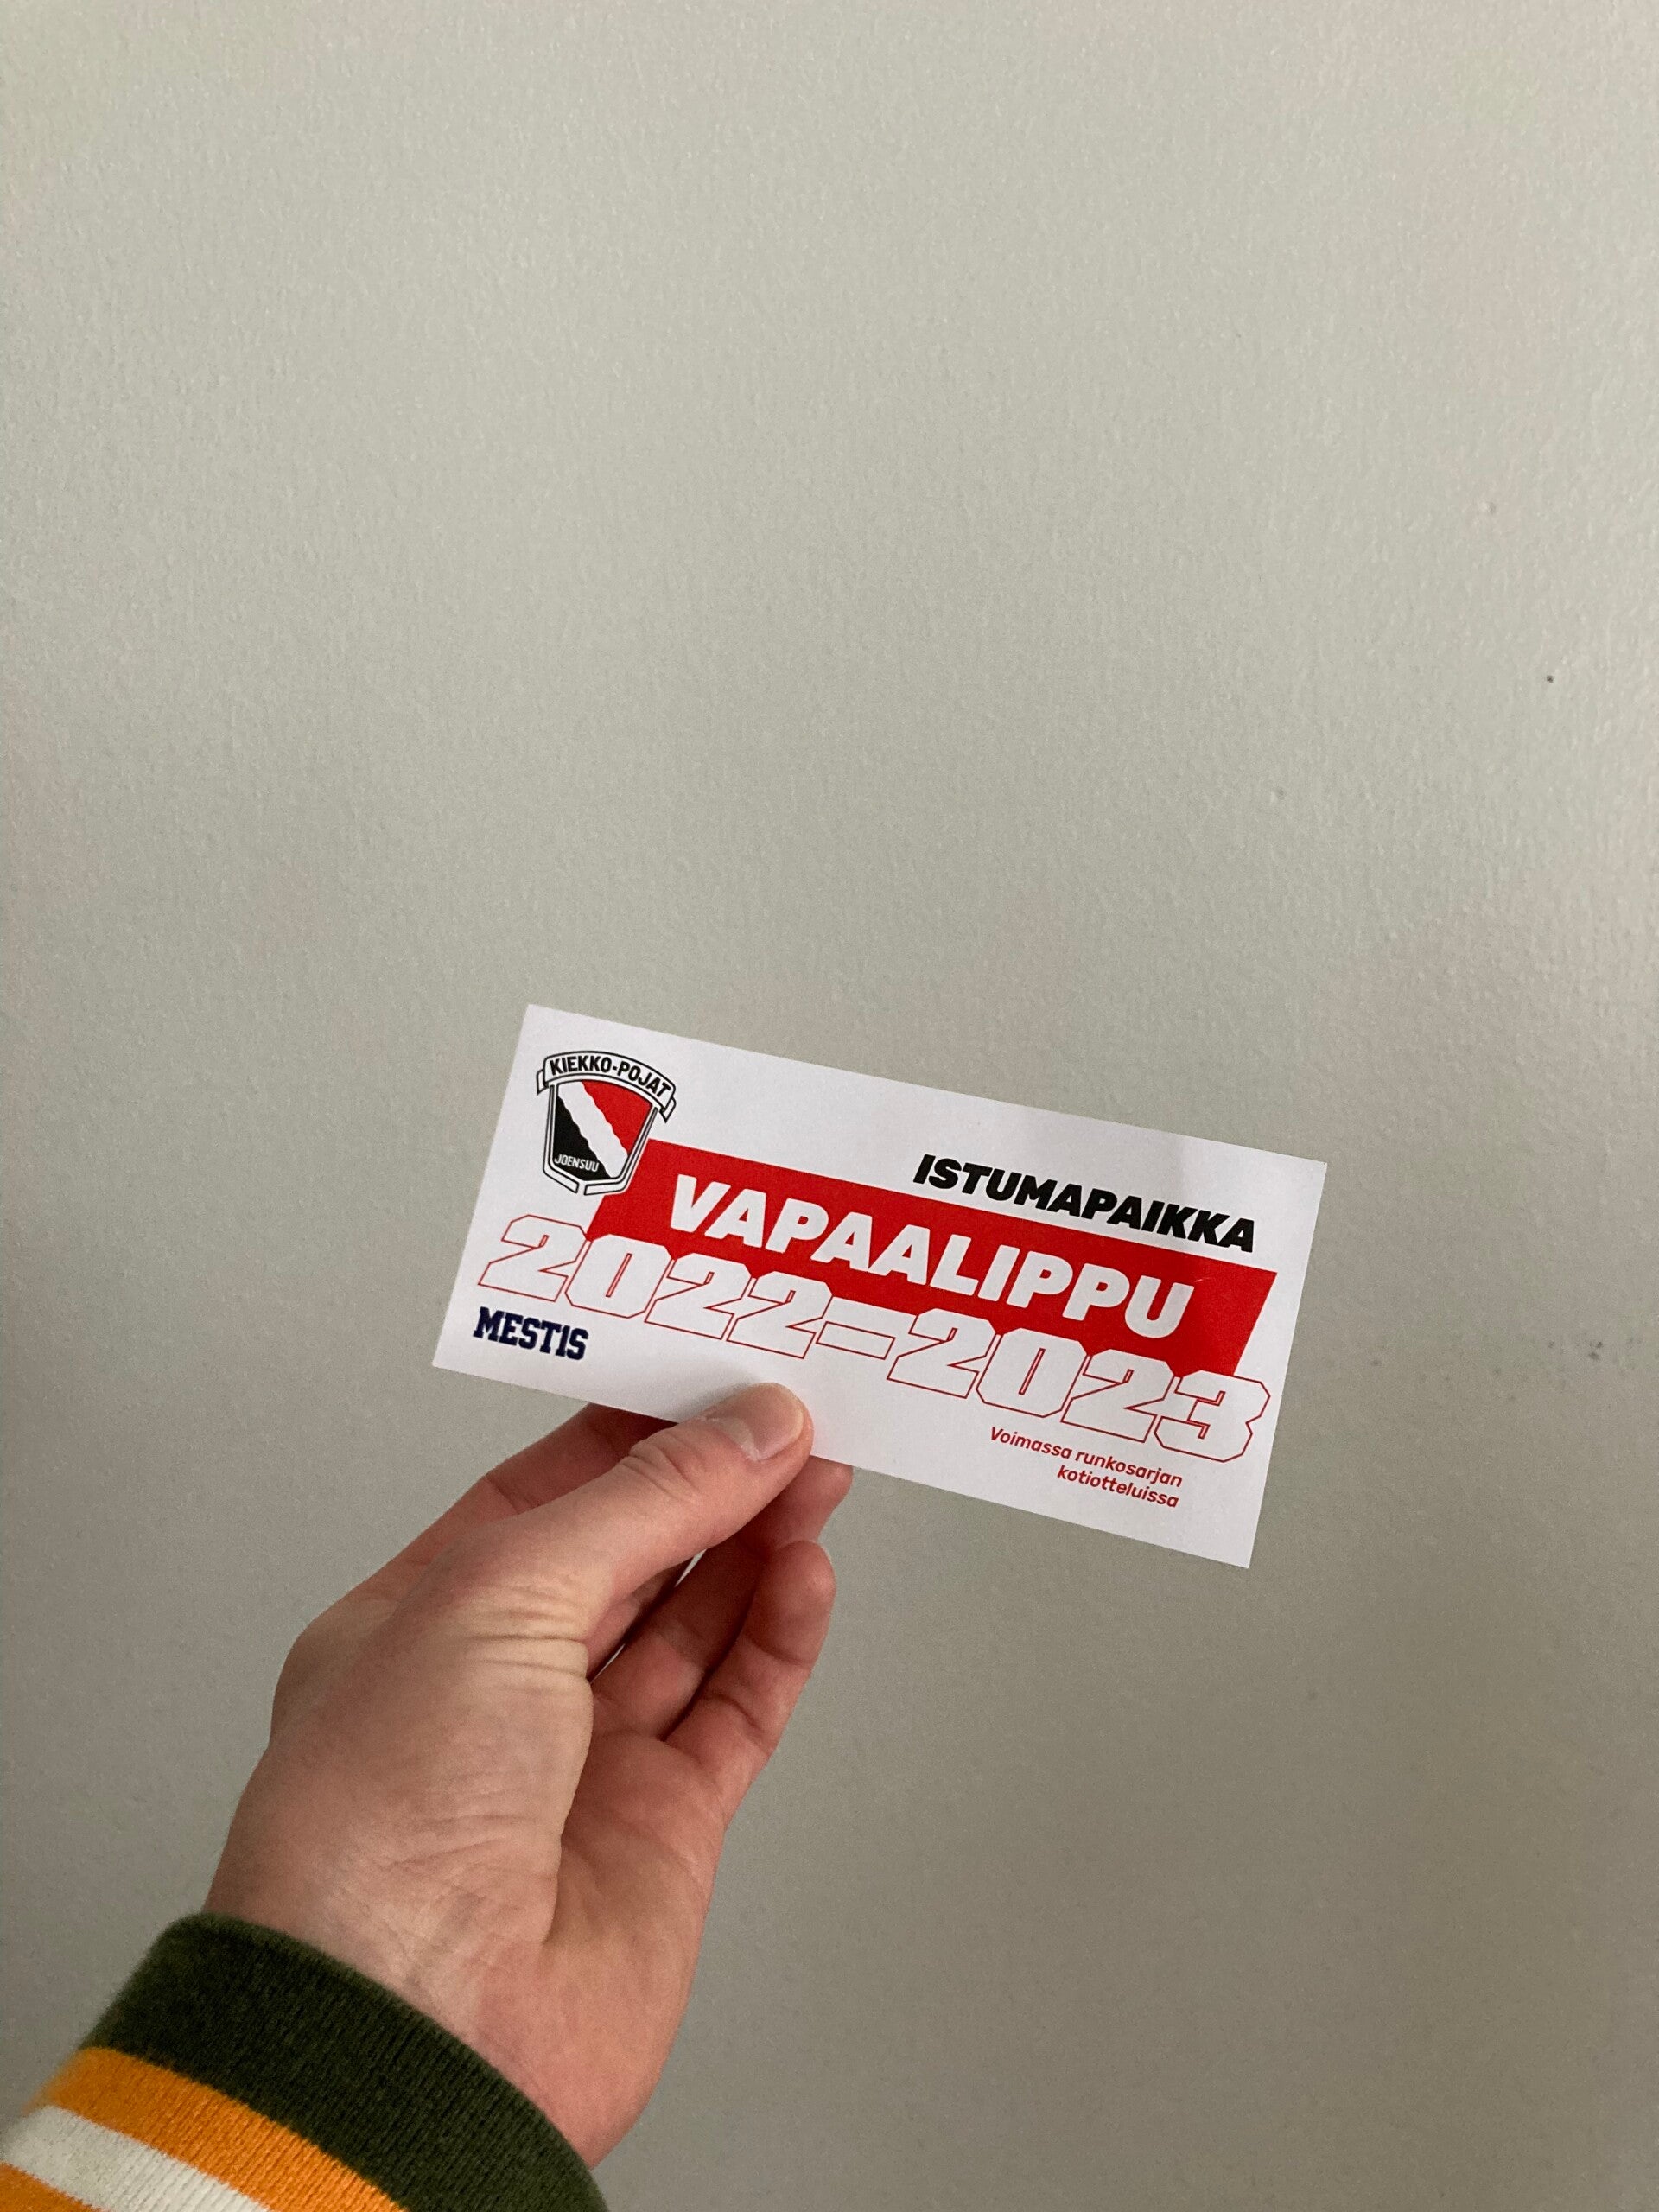 KIEKKO-POJAT
JOENSUU
ISTUMAPAIKKA
VAPAALIPPU
2022–2023
MESTIS
Voimassa runkosarjan
kotiotteluissa